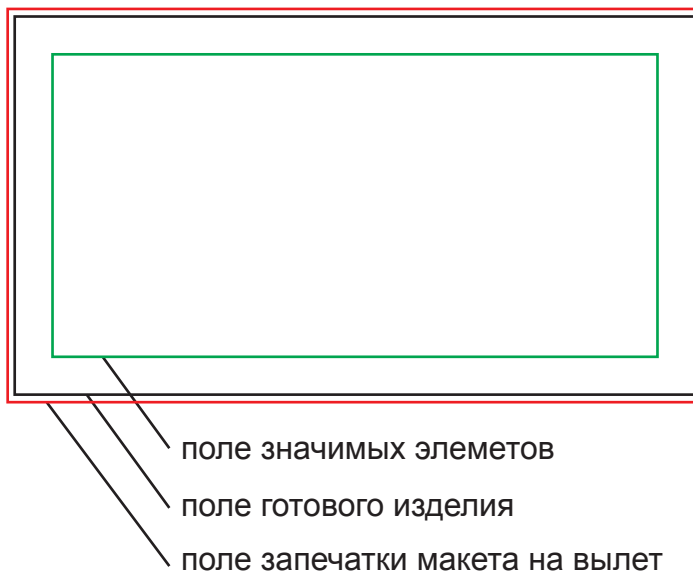 поле значимых элеметов
поле готового изделия
поле запечатки макета на вылет